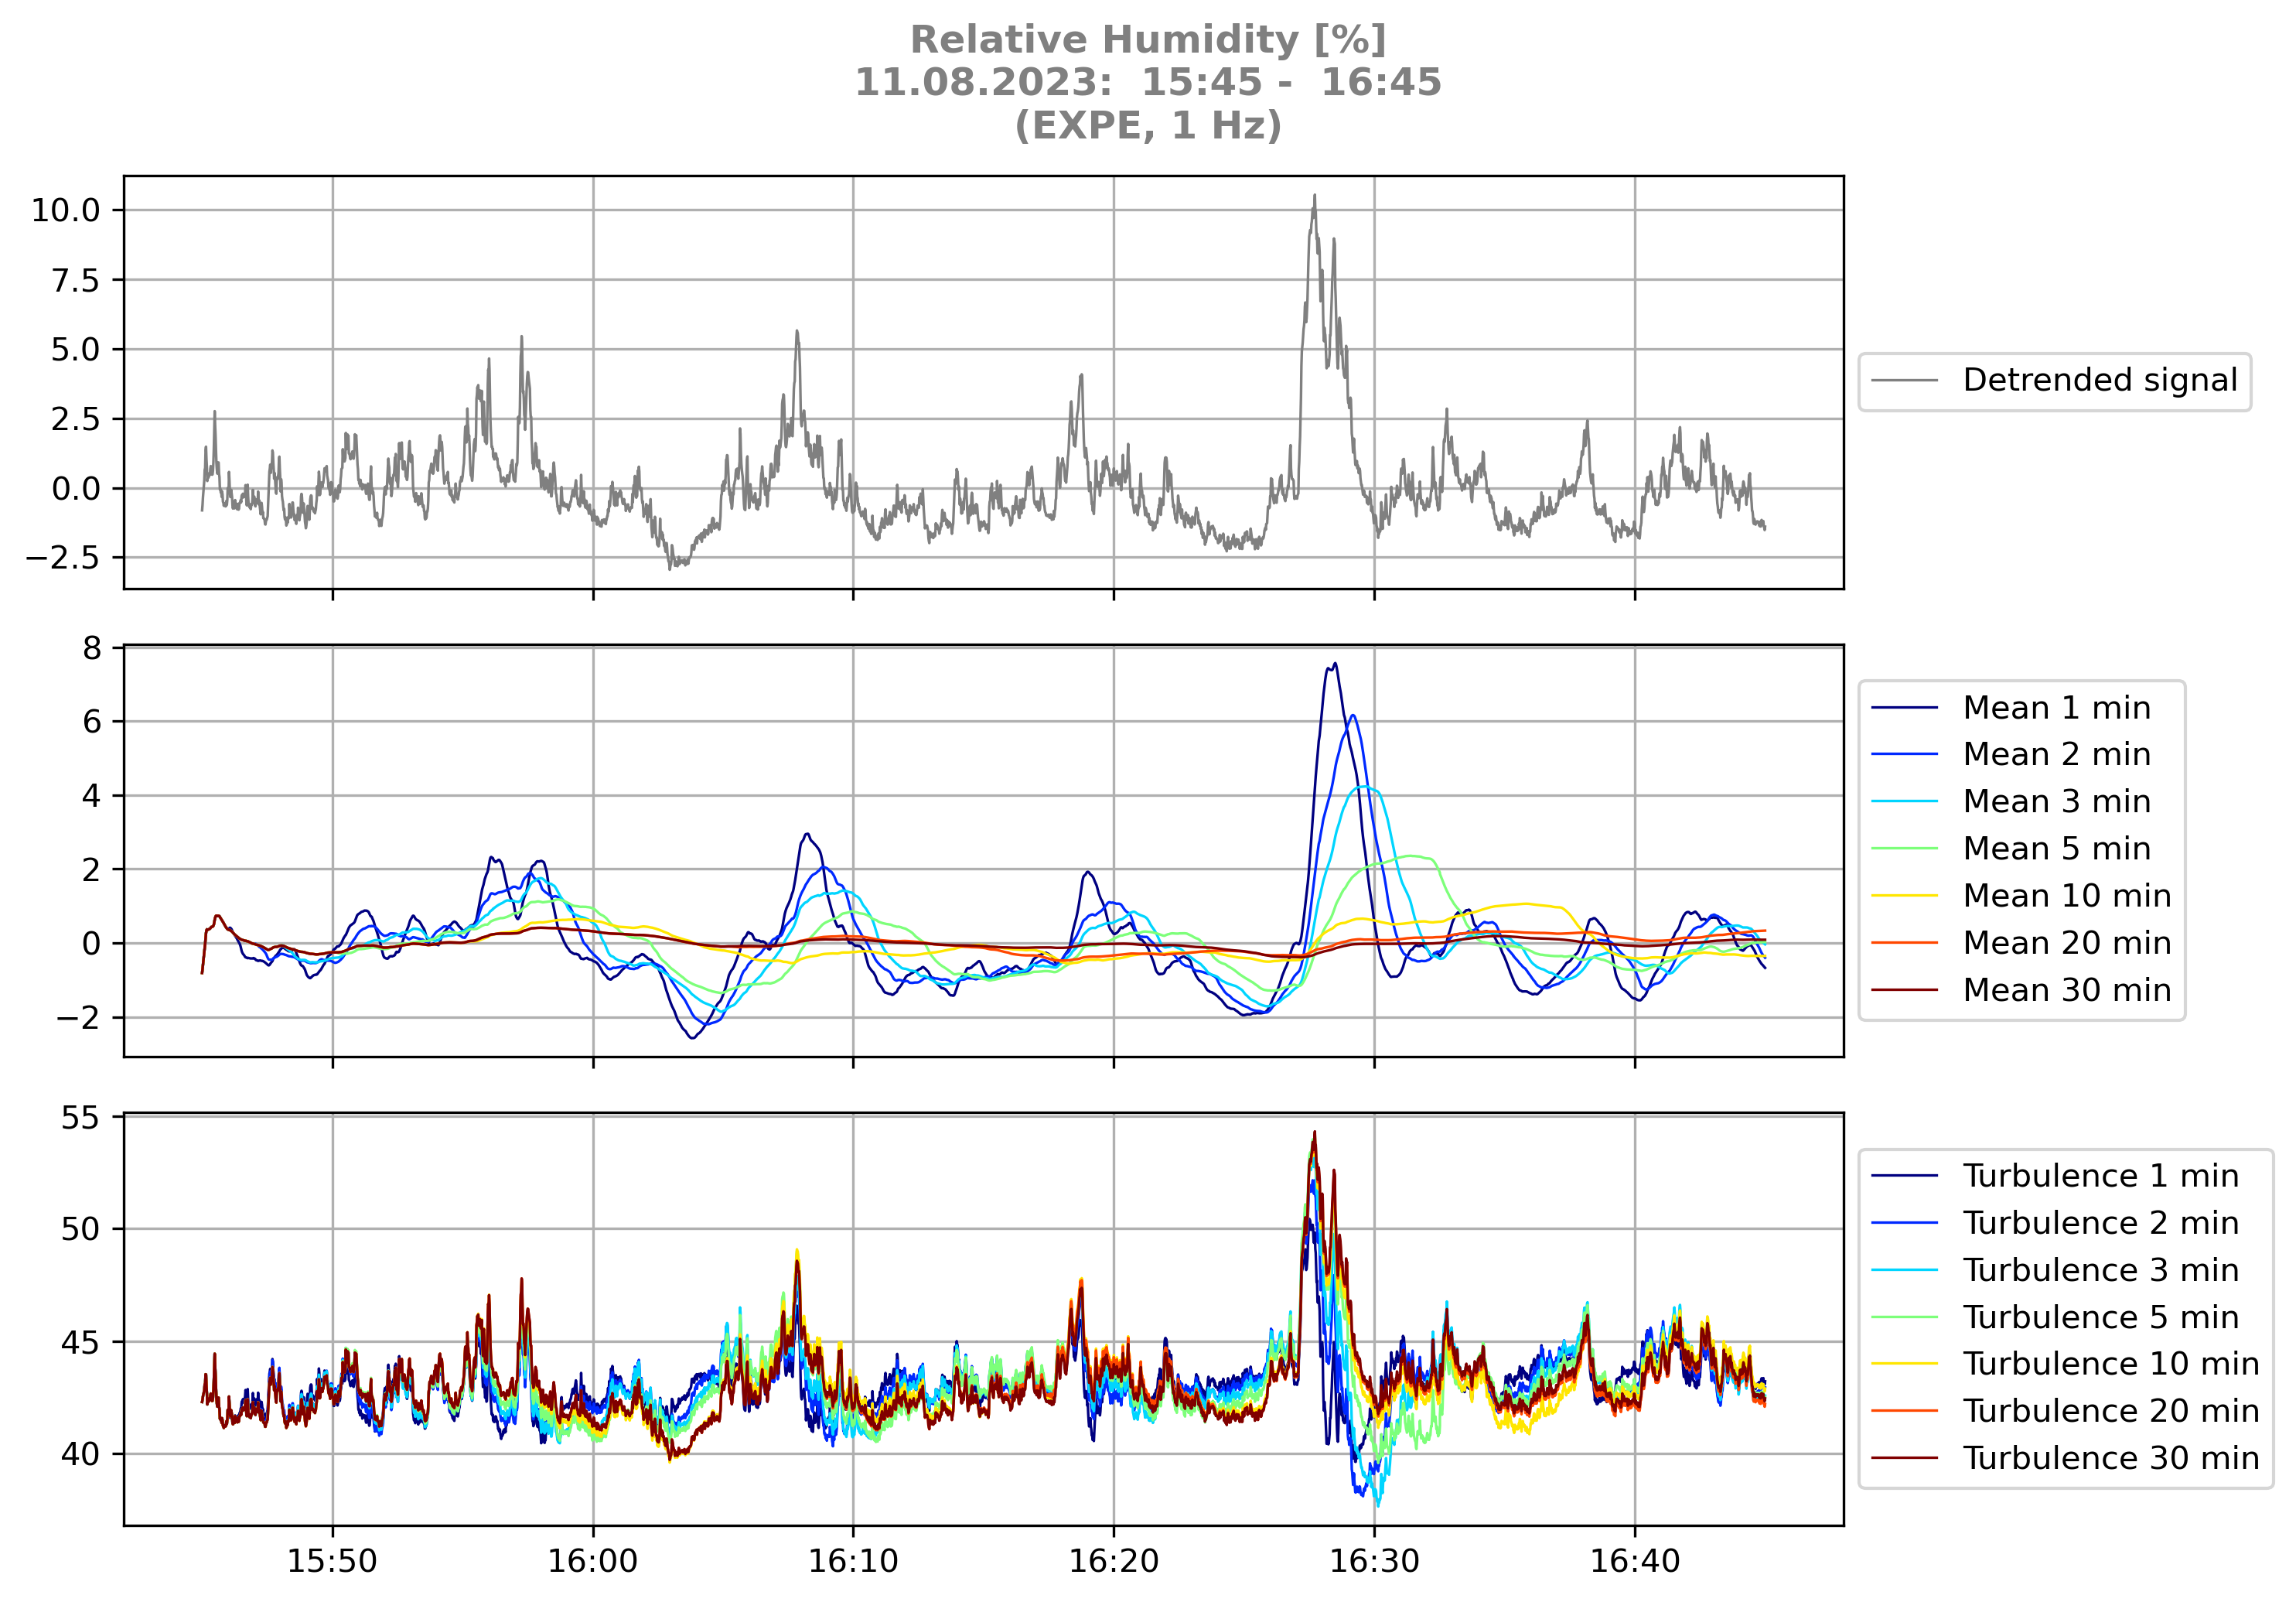 Relative Humidity [%]
11.08.2023:  15:45 -  16:45
(EXPE, 1 Hz)
10.0
7.5
5.0
2.5
0.0
−2.5
Detrended signal
8
6
4
2
0
−2
Mean 1 min
Mean 2 min
Mean 3 min
Mean 5 min
Mean 10 min
Mean 20 min
Mean 30 min
55
50
45
40
Turbulence 1 min
Turbulence 2 min
Turbulence 3 min
Turbulence 5 min
Turbulence 10 min
Turbulence 20 min
Turbulence 30 min
15:50 16:00 16:10 16:20 16:30 16:40